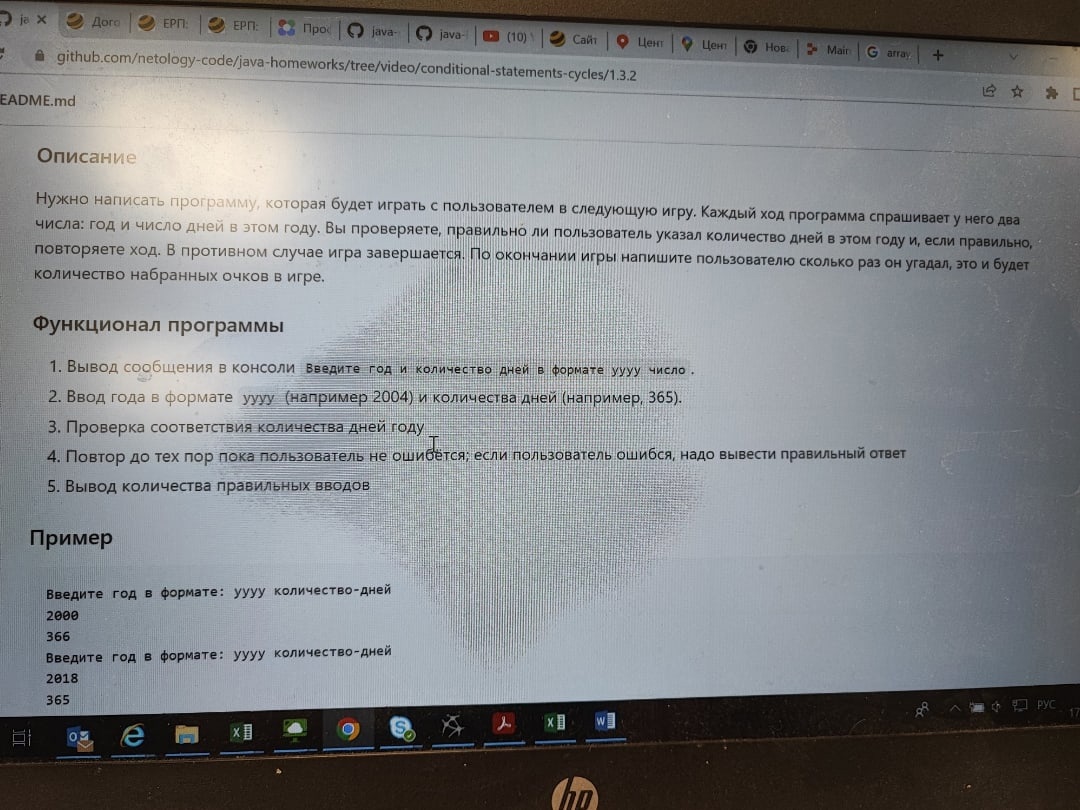 Дого
ЕРП:
ЕРП:
Прос
java-
java-
(10)
Сайт
Цент
Цент
Нова
Main
array
github.com/netology-code/java-homeworks/tree/video/conditional-statements-cycles/1.3.2
EADME.md
Описание
Нужно написать программу, которая будет играть с пользователем в следующую игру. Каждый ход программа спрашивает у него два
числа: год и число дней в этом году. Вы проверяете, правильно ли пользователь указал количество дней в этом году и, если правильно,
повторяете ход. В противном случае игра завершается. По окончании игры напишите пользователю сколько раз он угадал, это и будет
количество набранных очков в игре.
Функционал программы
1. Вывод сообщения в консоли Введите год и количество дней в формате yyyy число .
2. Ввод года в формате yyyy (например 2004) и количества дней (например, 365).
3. Проверка соответствия количества дней году
4. Повтор до тех пор пока пользователь не ошибётся; если пользователь ошибся, надо вывести правильный ответ
5. Вывод количества правильных вводов
Пример
Введите год в формате: yyyy количество-дней
2000
366
Введите год в формате: yyyy количество-дней
2018
365
РУС
17
hp